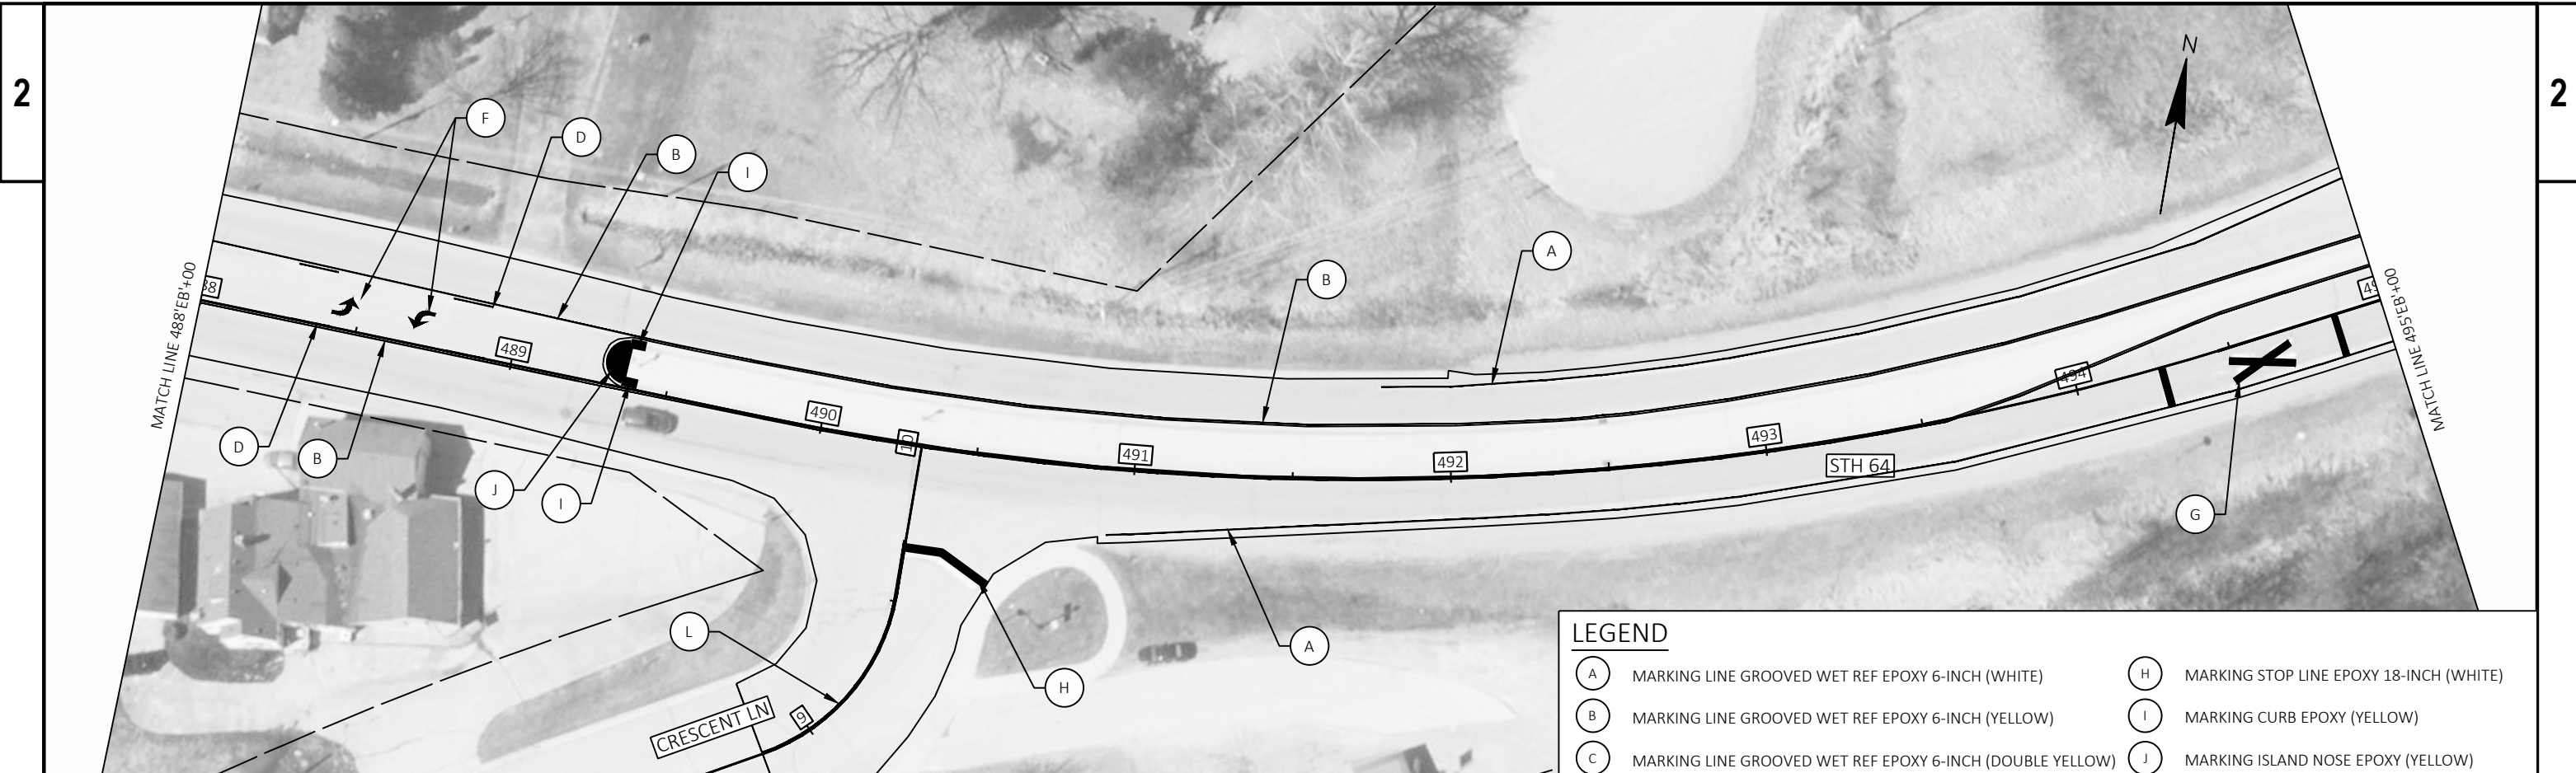 2
2
N
F
D
B
I
A
B
MATCH LINE 488'EB'+00
MATCH LINE 495'EB'+00
489
490
10
491
492
493
494
STH 64
D
B
J
I
G
L
H
A
CRESCENT LN
9
LEGEND
A MARKING LINE GROOVED WET REF EPOXY 6-INCH (WHITE)
B MARKING LINE GROOVED WET REF EPOXY 6-INCH (YELLOW)
C MARKING LINE GROOVED WET REF EPOXY 6-INCH (DOUBLE YELLOW)
H MARKING STOP LINE EPOXY 18-INCH (WHITE)
I MARKING CURB EPOXY (YELLOW)
J MARKING ISLAND NOSE EPOXY (YELLOW)